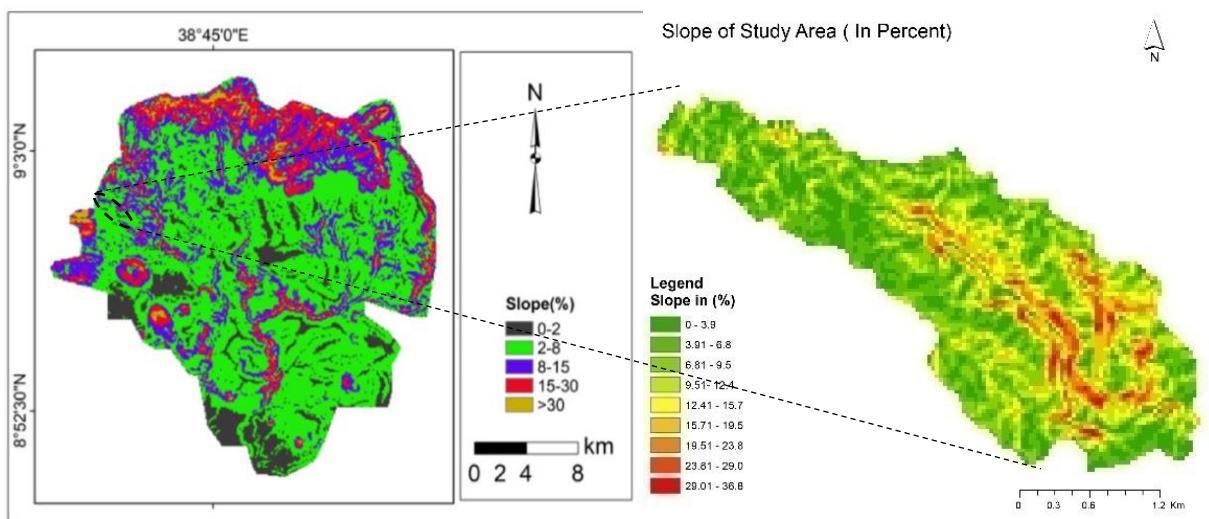 38°45'0"E
9°3'0"N
8°52'30"N
N
Slope(%)
0-2
2-8
8-15
15-30
>30
km
0 2 4 8
Slope of Study Area ( In Percent)
N
Legend
Slope in (%)
0 - 3.9
3.91 - 6.8
6.81 - 9.5
9.51 - 12.4
12.41 - 15.7
15.71 - 19.5
19.51 - 23.8
23.81 - 29.0
29.01 - 36.8
0 0.3 0.6 1.2 Km